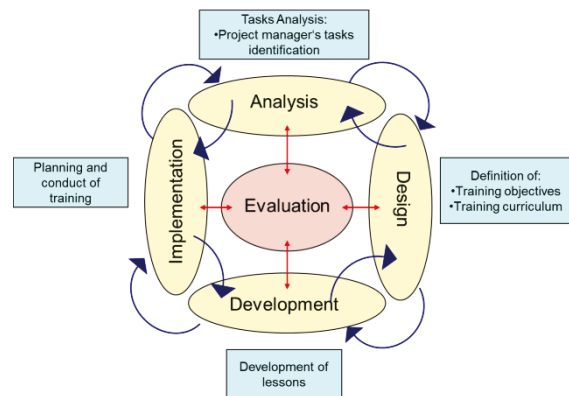 Tasks Analysis:
•Project manager's tasks
identification
Analysis
Planning and
conduct of
training
Implementation
Evaluation
Design
Definition of:
•Training objectives
•Training curriculum
Development
Development of
lessons